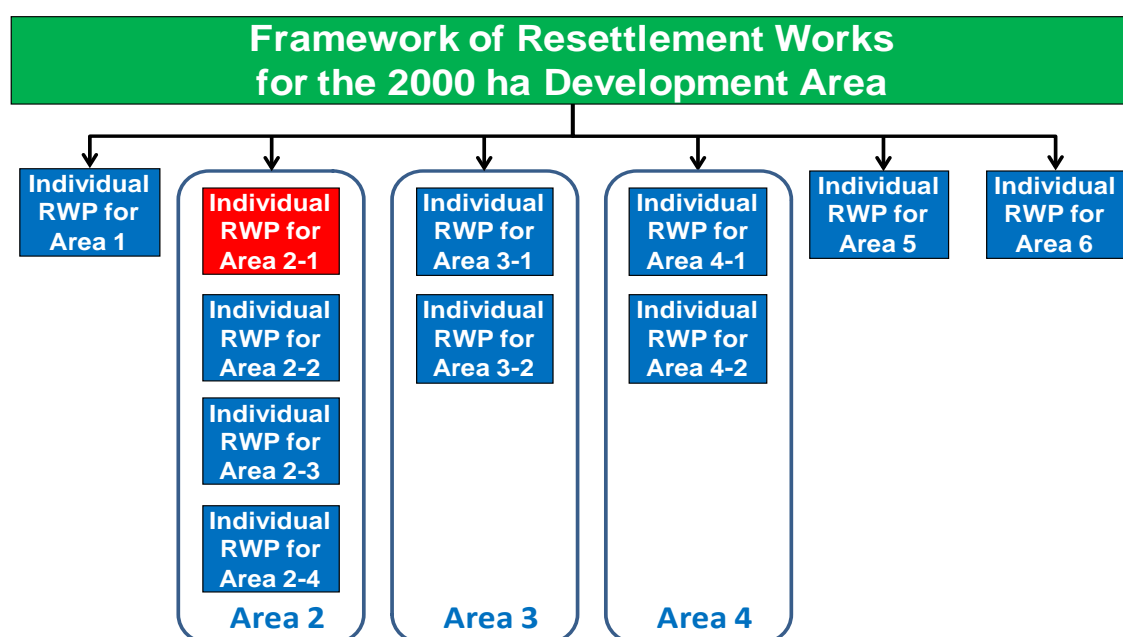 Framework of Resettlement Works
for the 2000 ha Development Area
Individual
RWP for
Area 1
Individual
RWP for
Area 2-1
Individual
RWP for
Area 2-2
Individual
RWP for
Area 2-3
Individual
RWP for
Area 2-4
Area 2
Individual
RWP for
Area 3-1
Individual
RWP for
Area 3-2
Area 3
Individual
RWP for
Area 4-1
Individual
RWP for
Area 4-2
Area 4
Individual
RWP for
Area 5
Individual
RWP for
Area 6